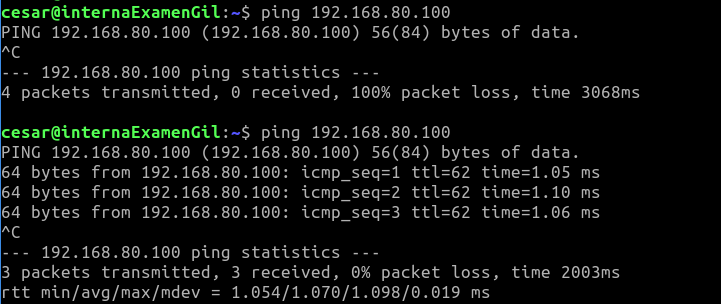 cesar@internaExamenGil:~$ ping 192.168.80.100
PING 192.168.80.100 (192.168.80.100) 56(84) bytes of data.
^C
--- 192.168.80.100 ping statistics ---
4 packets transmitted, 0 received, 100% packet loss, time 3068ms

cesar@internaExamenGil:~$ ping 192.168.80.100
PING 192.168.80.100 (192.168.80.100) 56(84) bytes of data.
64 bytes from 192.168.80.100: icmp_seq=1 ttl=62 time=1.05 ms
64 bytes from 192.168.80.100: icmp_seq=2 ttl=62 time=1.10 ms
64 bytes from 192.168.80.100: icmp_seq=3 ttl=62 time=1.06 ms
^C
--- 192.168.80.100 ping statistics ---
3 packets transmitted, 3 received, 0% packet loss, time 2003ms
rtt min/avg/max/mdev = 1.054/1.070/1.098/0.019 ms